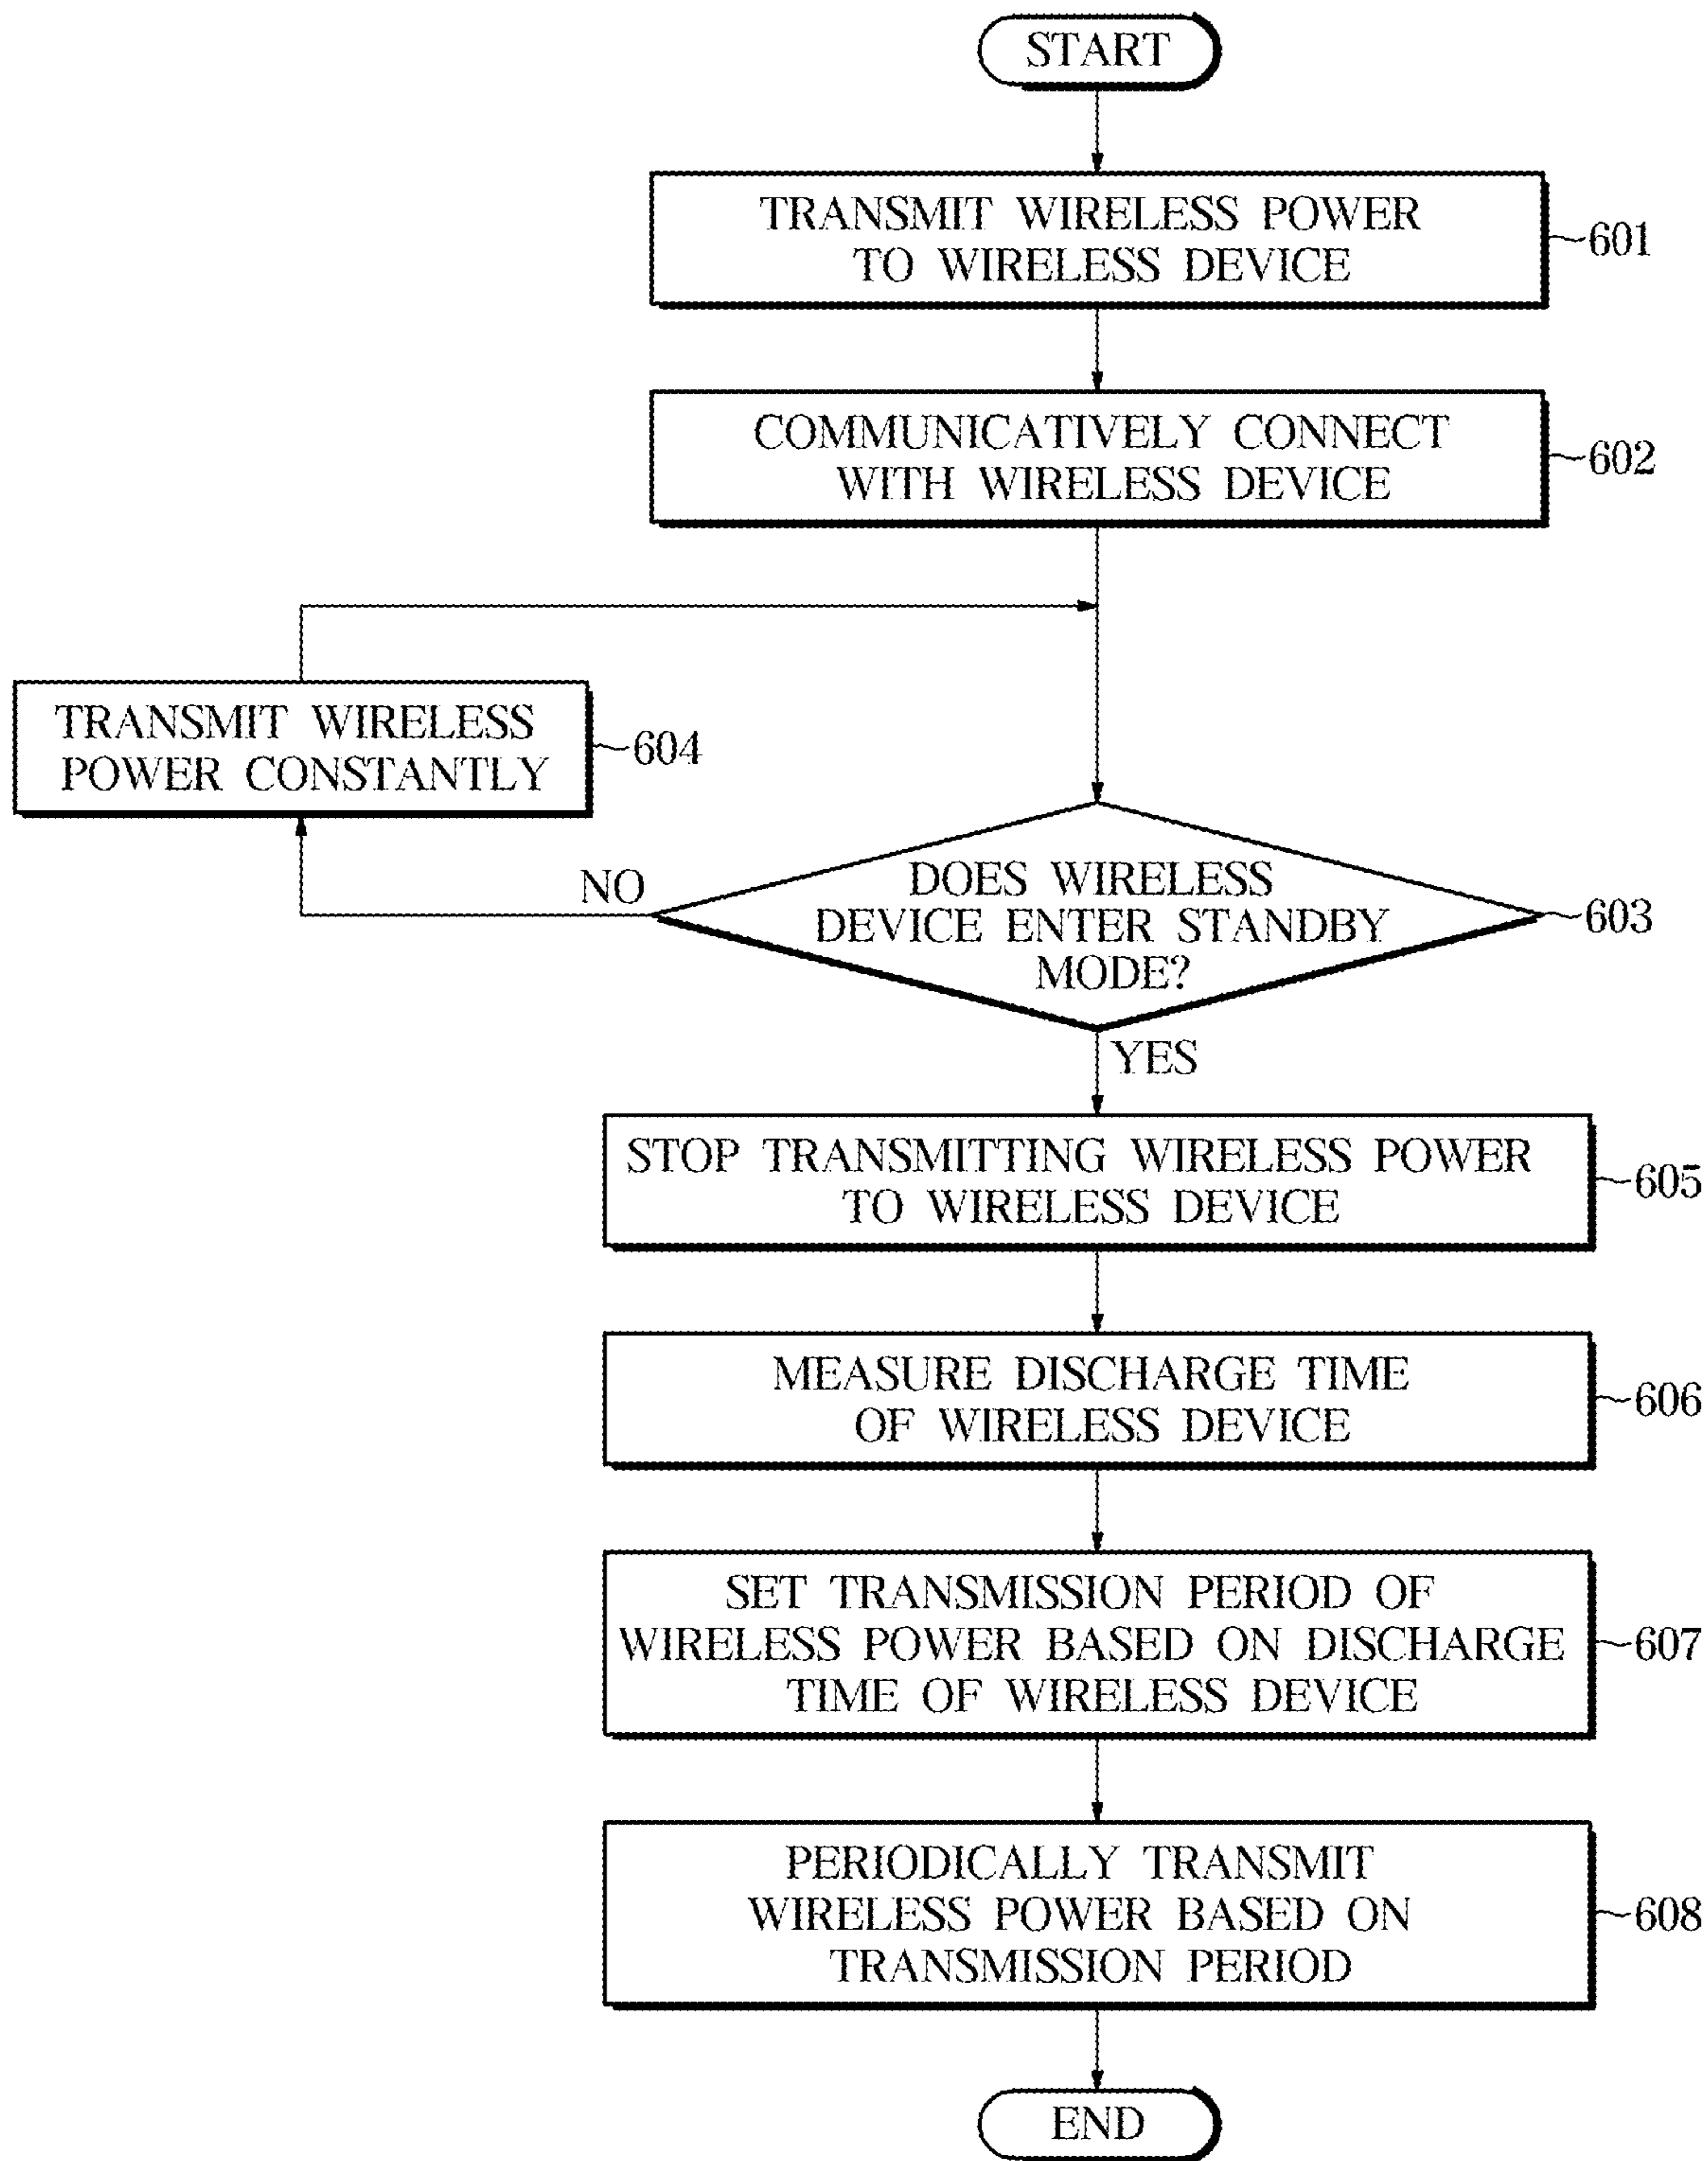 START
TRANSMIT WIRELESS POWER
TO WIRELESS DEVICE
601
COMMUNICATIVELY CONNECT
WITH WIRELESS DEVICE
602
TRANSMIT WIRELESS
POWER CONSTANTLY
604
NO
DOES WIRELESS
DEVICE ENTER STANDBY
MODE?
603
YES
STOP TRANSMITTING WIRELESS POWER
TO WIRELESS DEVICE
605
MEASURE DISCHARGE TIME
OF WIRELESS DEVICE
606
SET TRANSMISSION PERIOD OF
WIRELESS POWER BASED ON DISCHARGE
TIME OF WIRELESS DEVICE
607
PERIODICALLY TRANSMIT
WIRELESS POWER BASED ON
TRANSMISSION PERIOD
608
END